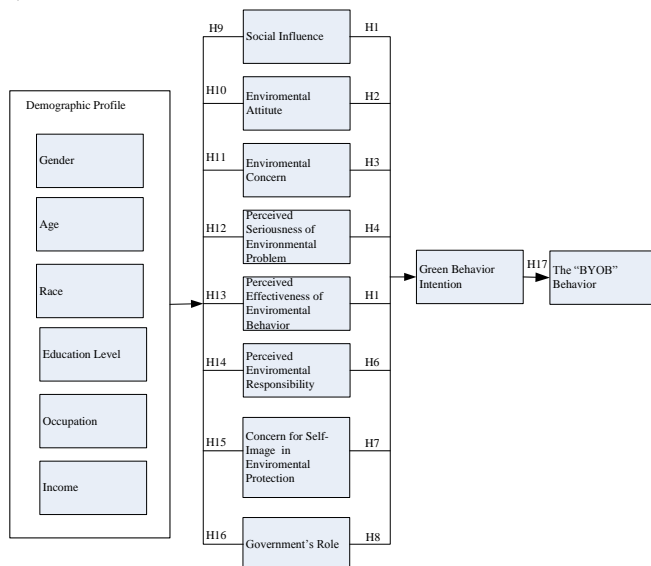 Demographic Profile
Gender
Age
Race
Education Level
Occupation
Income
H9
Social Influence
H1
H10
Enviromental
Attitute
H2
H11
Enviromental
Concern
H3
H12
Perceived
Seriousness of
Environmental
Problem
H4
H13
Perceived
Effectiveness of
Enviromental
Behavior
H1
H14
Perceived
Enviromental
Responsibility
H6
H15
Concern for Self-
Image in
Enviromental
Protection
H7
H16
Government's Role
H8
Green Behavior
Intention
H17
The “BYOB”
Behavior